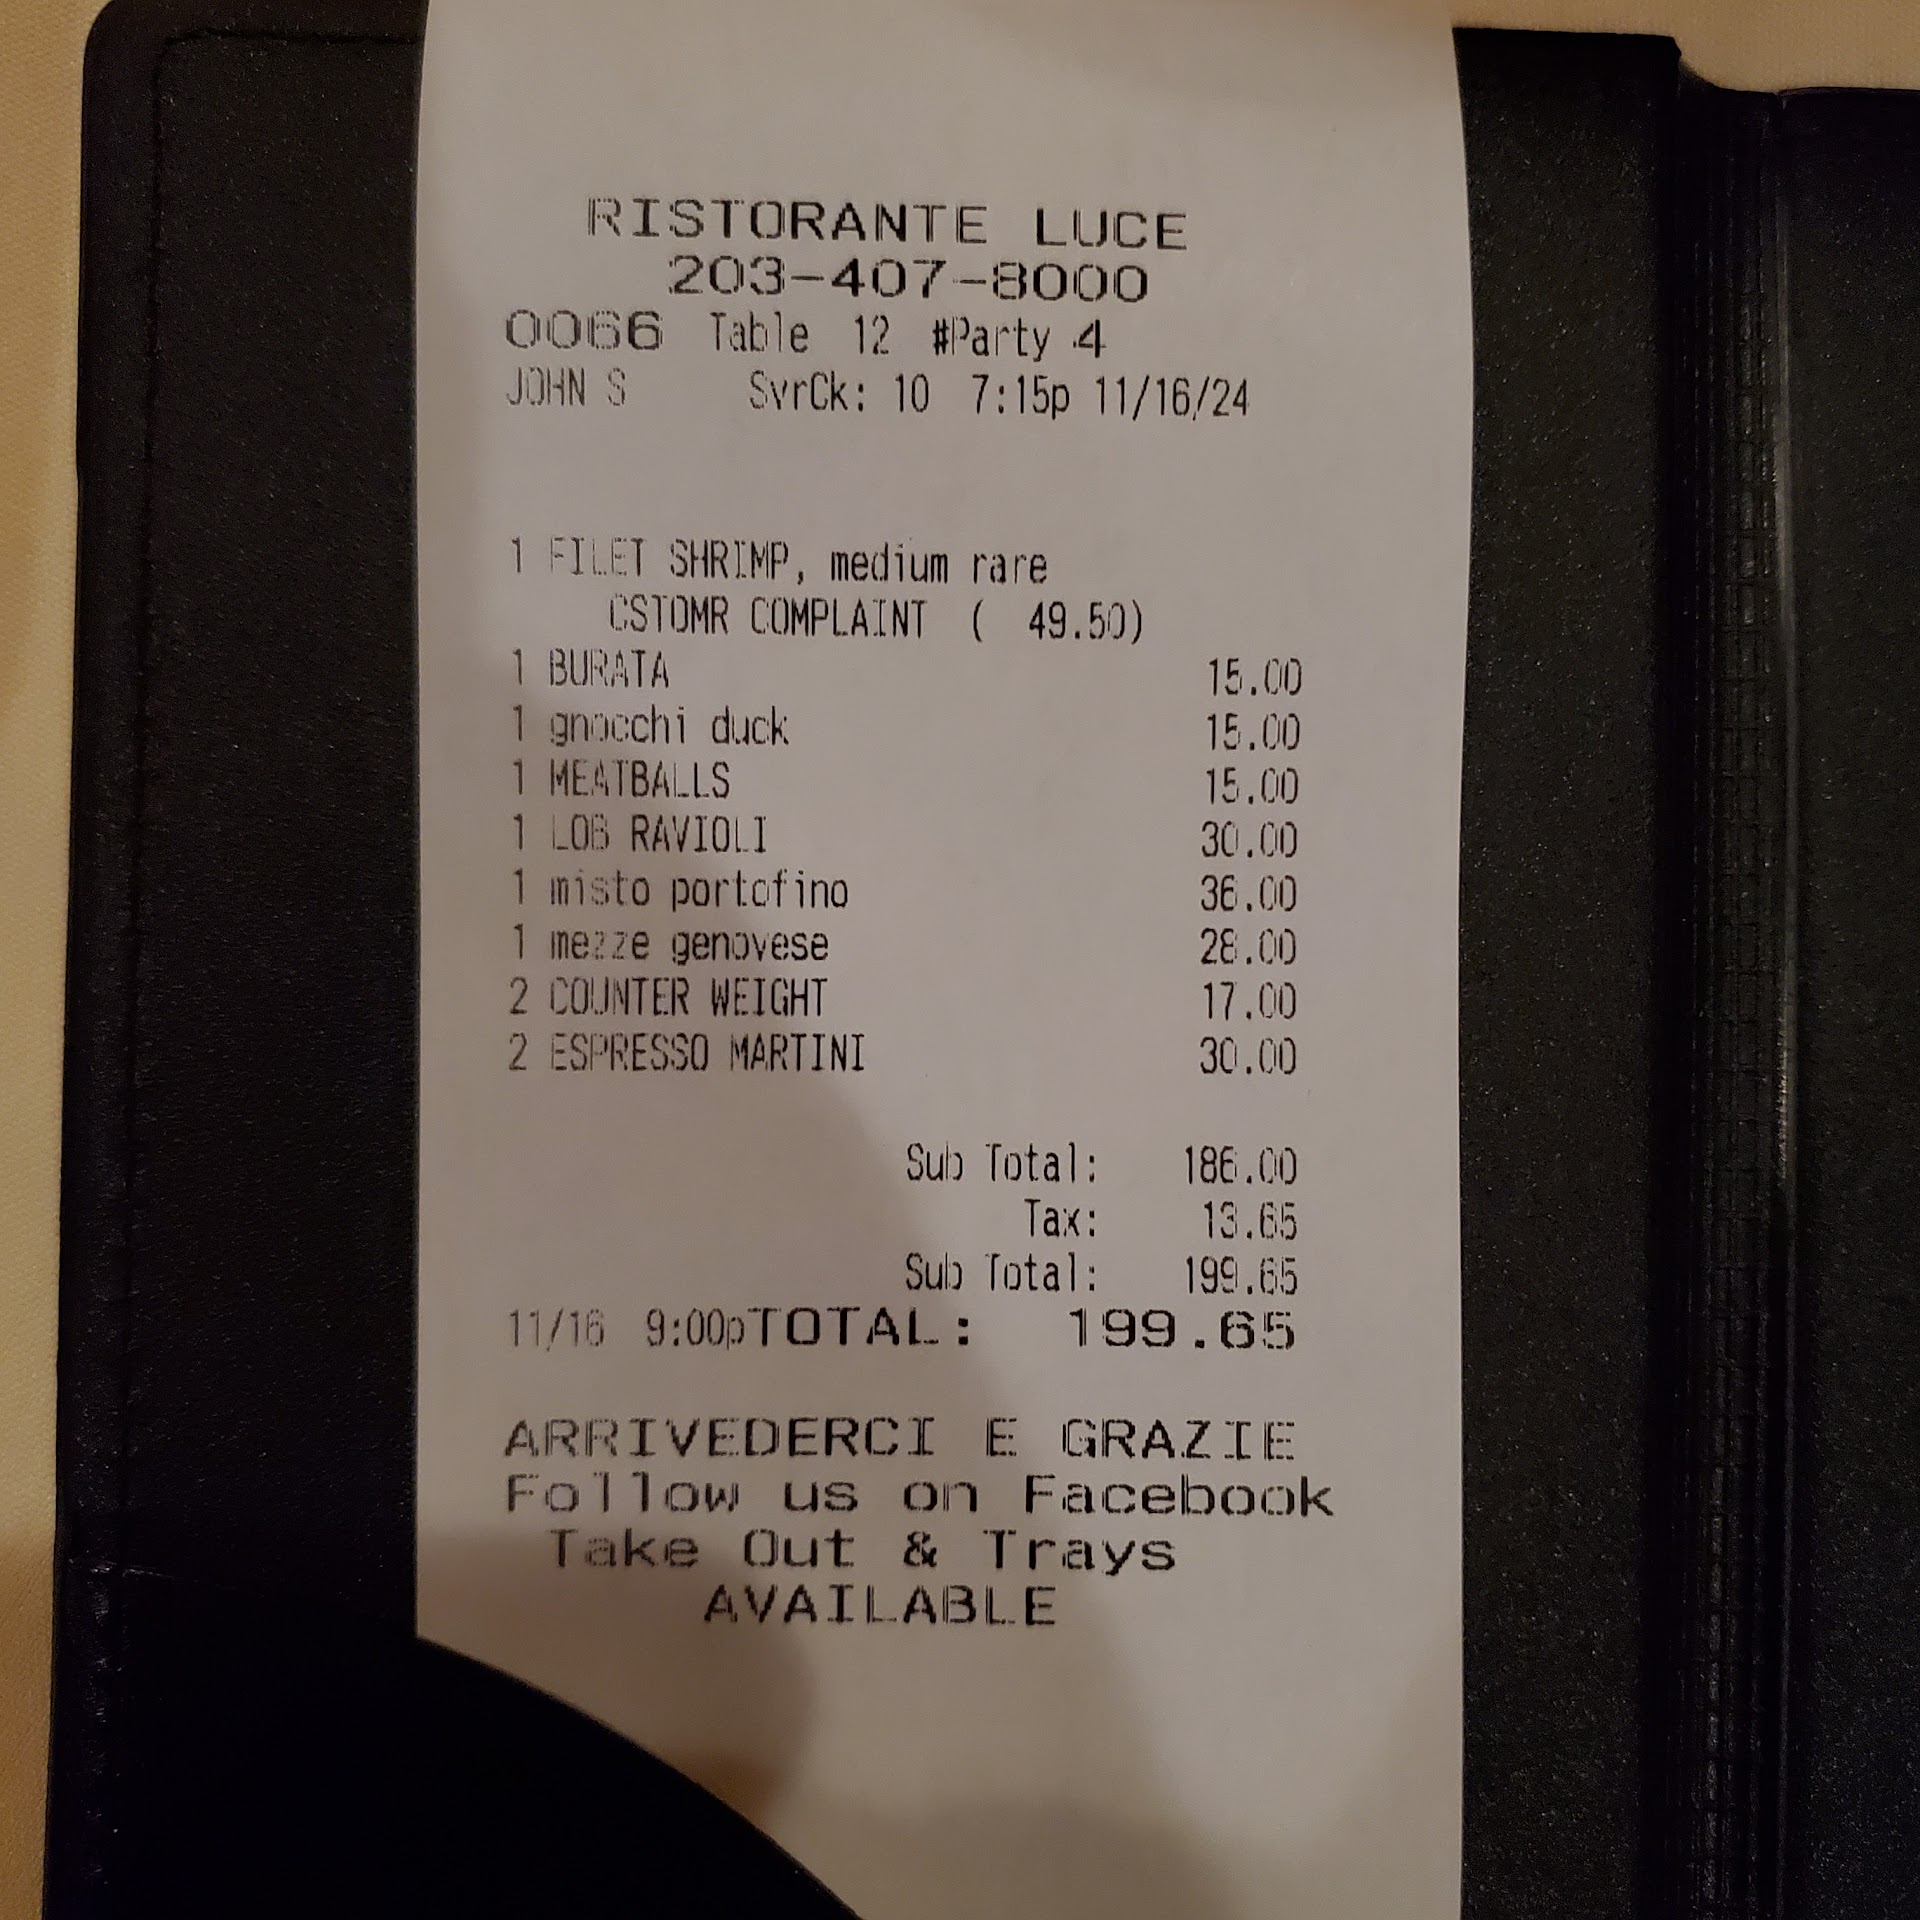 RISTORANTE LUCE
203-407-8000
0066 Table 12 #Party 4
JOHN S SvrCk: 10 7:15p 11/16/24
1 FILET SHRIMP, medium rare
CSTOMR COMPLAINT ( 49.50)
1 BURATA 15.00
1 gnocchi duck 15.00
1 MEATBALLS 15.00
1 LOB RAVIOLI 30.00
1 misto portofino 36.00
1 mezze genovese 28.00
2 COUNTER WEIGHT 17.00
2 ESPRESSO MARTINI 30.00
Sub Total: 186.00
Tax: 13.65
Sub Total: 199.65
11/16 9:00pTOTAL: 199.65
ARRIVEDERCI E GRAZIE
Follow us on Facebook
Take Out & Trays
AVAILABLE